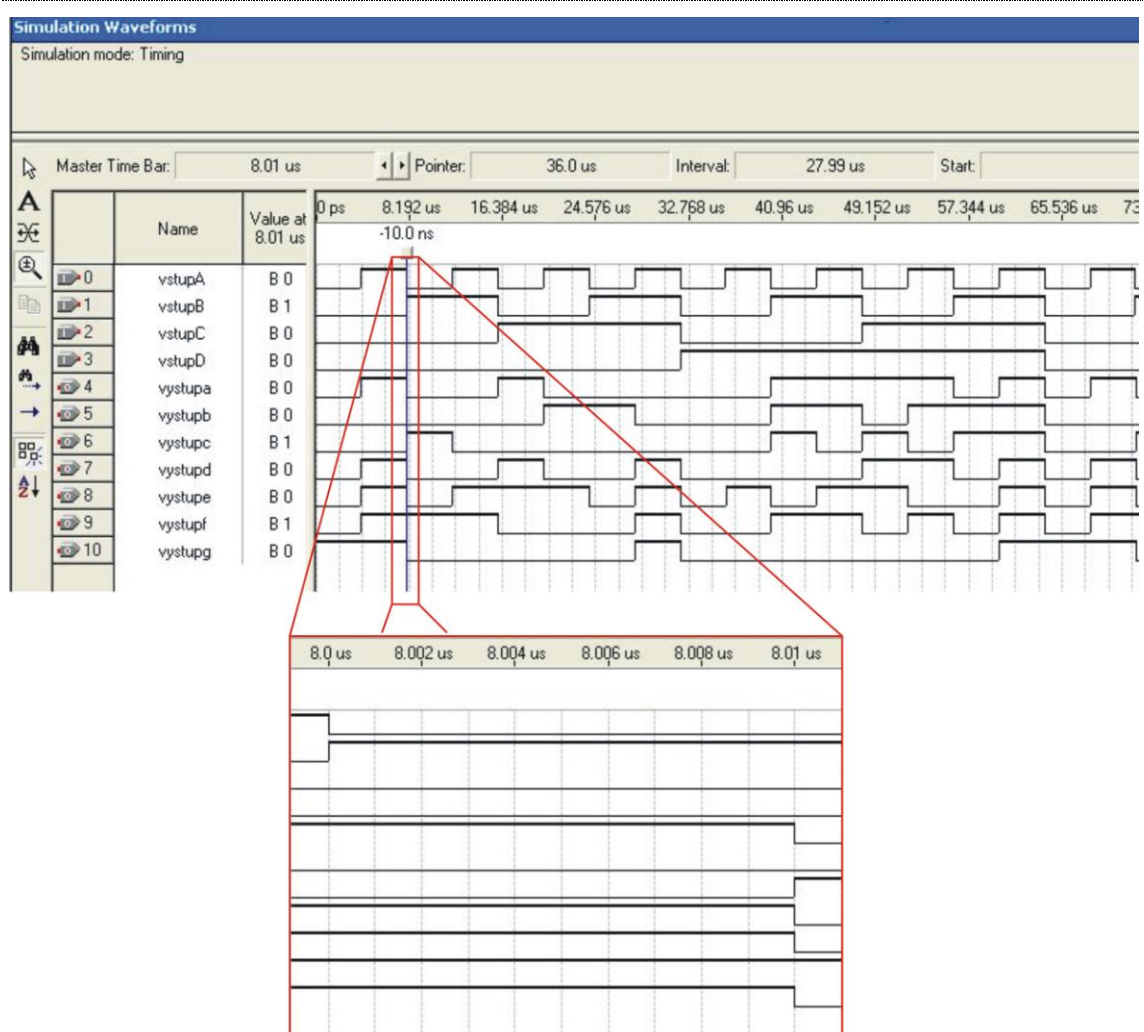 Simulation Waveforms
Simulation mode: Timing
Master Time Bar: 8.01 us Pointer: 36.0 us Interval: 27.99 us Start:
Name Value at 8.01 us 0 ps 8.192 us 16.384 us 24.576 us 32.768 us 40.96 us 49.152 us 57.344 us 65.536 us 73
-10.0 ns
0 vstupA B 0
1 vstupB B 1
2 vstupC B 0
3 vstupD B 0
4 vystupa B 0
5 vystupb B 0
6 vystupc B 1
7 vystupd B 0
8 vystupe B 0
9 vystupf B 1
10 vystupg B 0
8.0 us 8.002 us 8.004 us 8.006 us 8.008 us 8.01 us